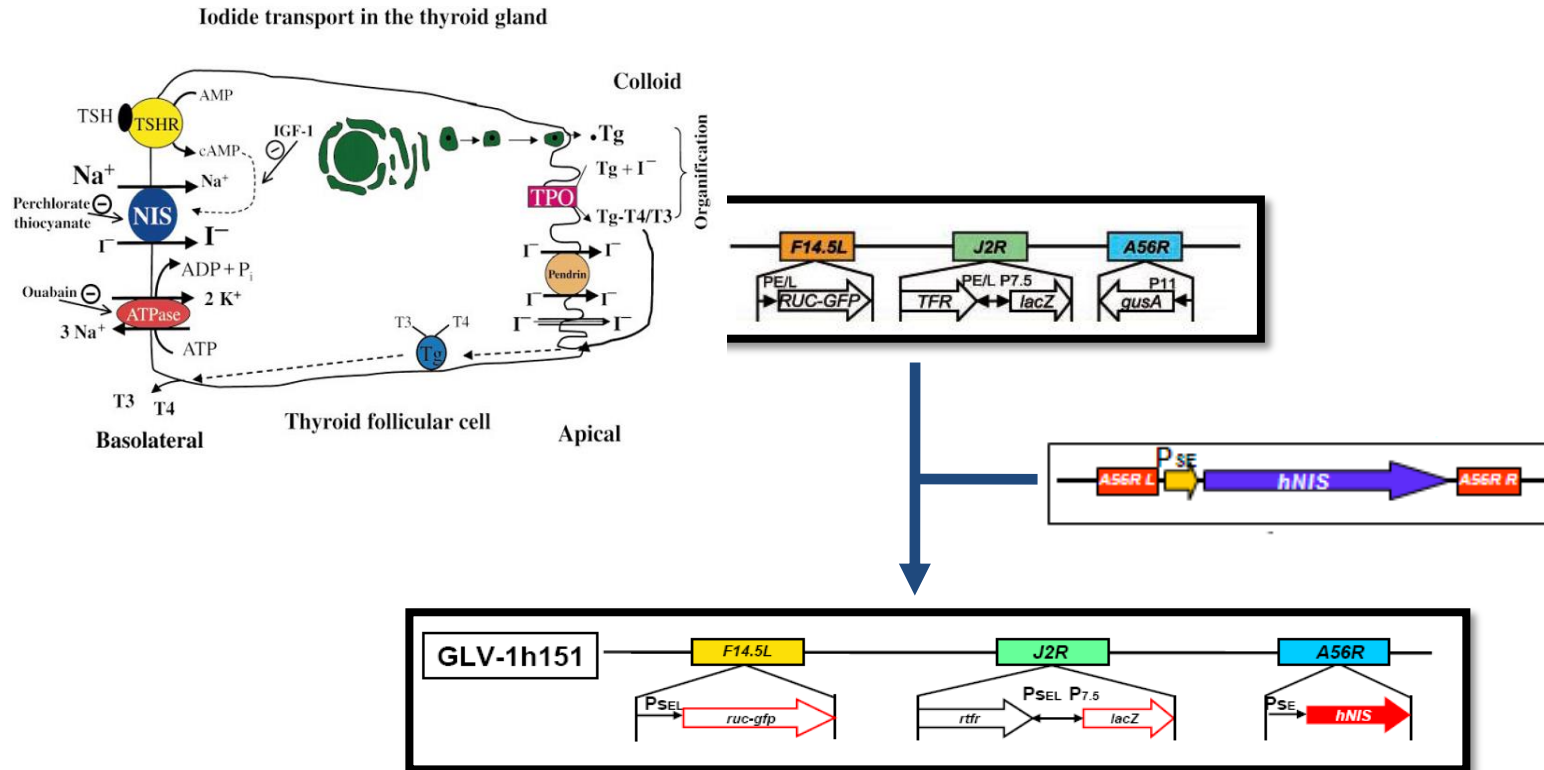 Iodide transport in the thyroid gland
Colloid
TSH
TSHR
AMP
cAMP
IGF-1
Tg
Tg + I⁻
TPO
Tg-T4/T3
Organification
Na⁺
Na⁺
Perchlorate
thiocyanate
NIS
I⁻
I⁻
ADP + Pi
Ouabain
2 K⁺
ATPase
3 Na⁺
ATP
I⁻
I⁻
Pendrin
I⁻
I⁻
I⁻
I⁻
T3
T4
Tg
T3
T4
Thyroid follicular cell
Basolateral
Apical
F14.5L
J2R
A56R
PE/L
PE/L P7.5
P11
RUC-GFP
TFR
lacZ
gusA
PSE
A56R L
hNIS
A56R R
GLV-1h151
F14.5L
J2R
A56R
PSEL
PSEL P7.5
PSE
ruc-gfp
rtfr
lacZ
hNIS